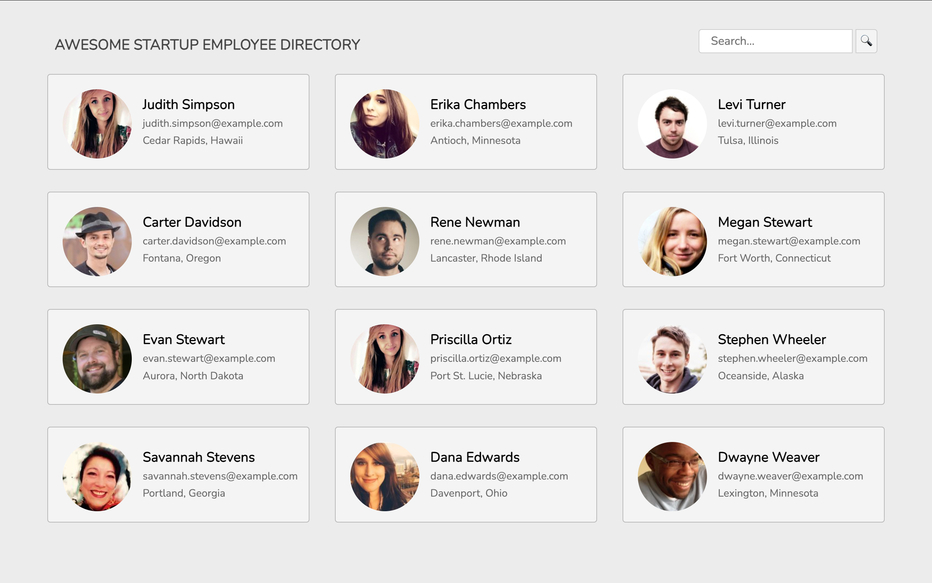 AWESOME STARTUP EMPLOYEE DIRECTORY
Search...
Judith Simpson
judith.simpson@example.com
Cedar Rapids, Hawaii
Erika Chambers
erika.chambers@example.com
Antioch, Minnesota
Levi Turner
levi.turner@example.com
Tulsa, Illinois
Carter Davidson
carter.davidson@example.com
Fontana, Oregon
Rene Newman
rene.newman@example.com
Lancaster, Rhode Island
Megan Stewart
megan.stewart@example.com
Fort Worth, Connecticut
Evan Stewart
evan.stewart@example.com
Aurora, North Dakota
Priscilla Ortiz
priscilla.ortiz@example.com
Port St. Lucie, Nebraska
Stephen Wheeler
stephen.wheeler@example.com
Oceanside, Alaska
Savannah Stevens
savannah.stevens@example.com
Portland, Georgia
Dana Edwards
dana.edwards@example.com
Davenport, Ohio
Dwayne Weaver
dwayne.weaver@example.com
Lexington, Minnesota